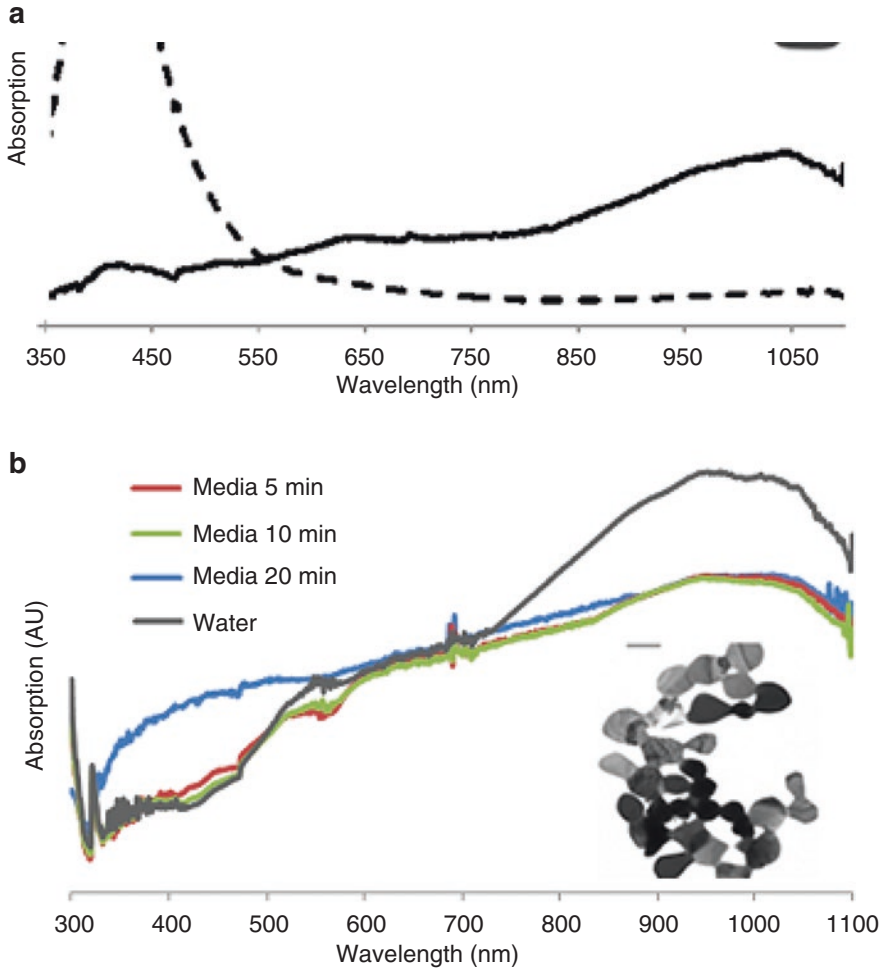 a
Absorption
350 450 550 650 750 850 950 1050
Wavelength (nm)
b
Media 5 min
Media 10 min
Media 20 min
Water
Absorption (AU)
300 400 500 600 700 800 900 1000 1100
Wavelength (nm)